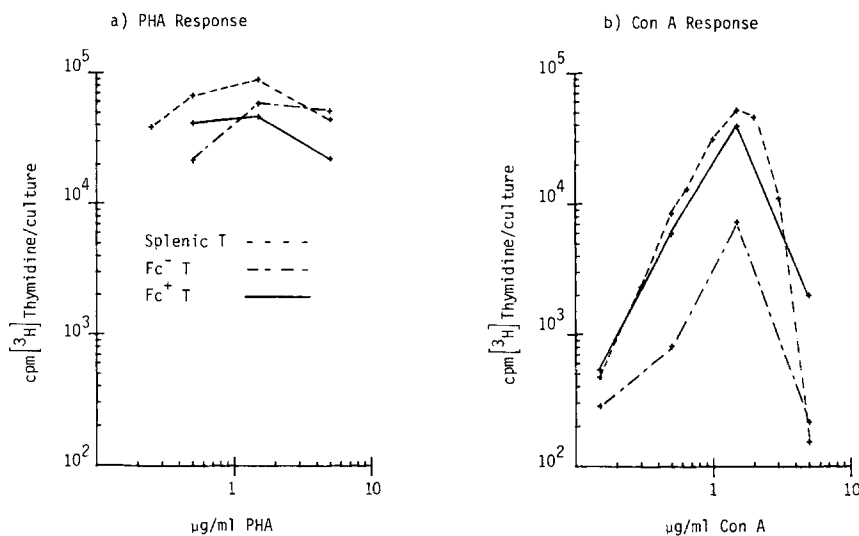 a) PHA Response
10^5
10^4
10^3
10^2
cpm[^3H]Thymidine/culture
Splenic T
Fc^- T
Fc^+ T
1
10
µg/ml PHA
b) Con A Response
10^5
10^4
10^3
10^2
cpm[^3H]Thymidine/culture
1
10
µg/ml Con A